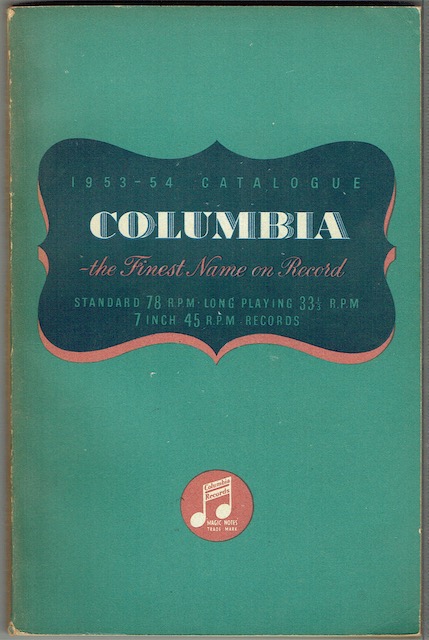 1953-54 CATALOGUE
COLUMBIA
-the Finest Name on Record
STANDARD 78 R.P.M · LONG PLAYING 33⅓ R.P.M
7 INCH 45 R.P.M RECORDS
Columbia
Records
MAGIC NOTES
TRADE MARK